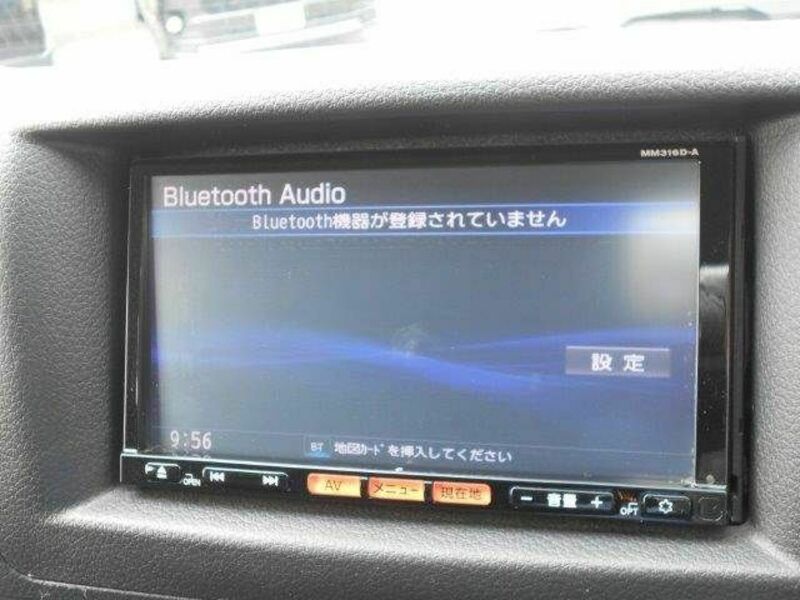 MM316D-A
Bluetooth Audio
Bluetooth機器が登録されていません
設定
9:56
BT 地図ｶｰﾄﾞを挿入してください
OPEN AV メニュー 現在地 － 音量 ＋ OFF